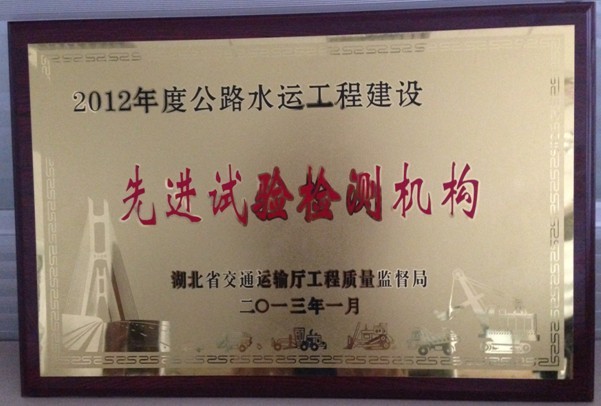 2012年度公路水运工程建设
先进试验检测机构
湖北省交通运输厅工程质量监督局
二〇一三年一月